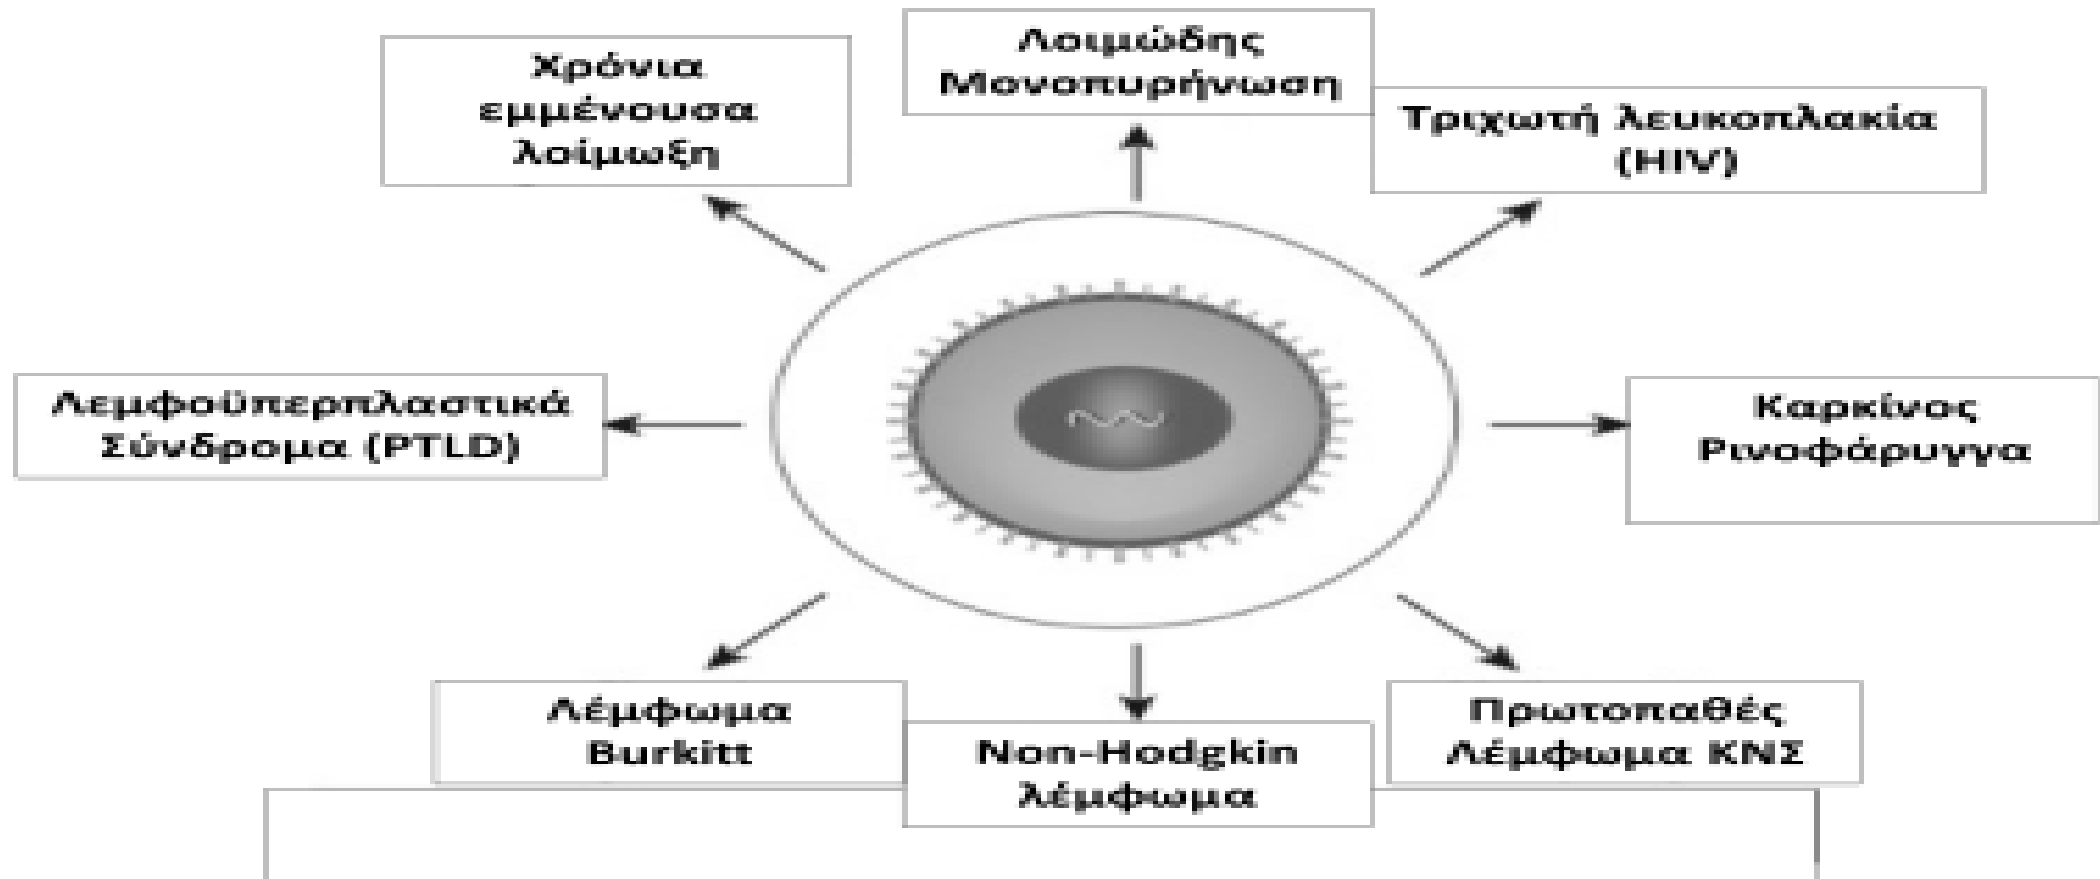 Χρόνια
εμμένουσα
λοίμωξη
Λοιμώδης
Μονοπυρήνωση
Τριχωτή λευκοπλακία
(HIV)
Λεμφοϋπερπλαστικά
Σύνδρομα (PTLD)
Καρκίνος
Ρινοφάρυγγα
Λέμφωμα
Burkitt
Non-Hodgkin
λέμφωμα
Πρωτοπαθές
Λέμφωμα ΚΝΣ